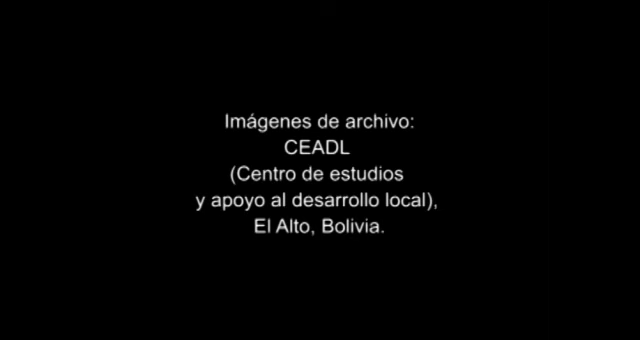 Imágenes de archivo:
CEADL
(Centro de estudios
y apoyo al desarrollo local),
El Alto, Bolivia.